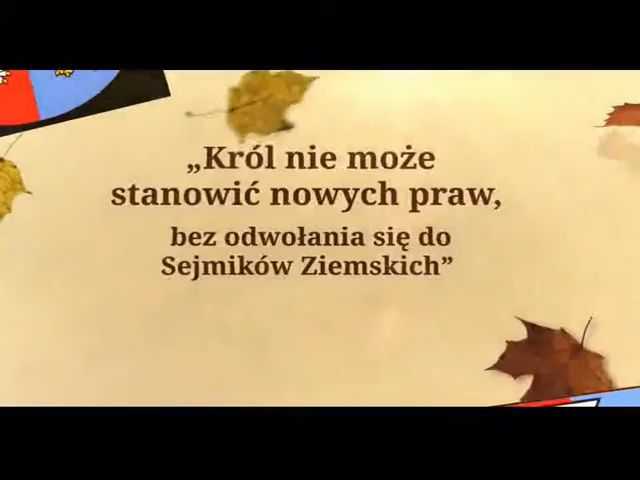 „Król nie może
stanowić nowych praw,
bez odwołania się do
Sejmików Ziemskich”